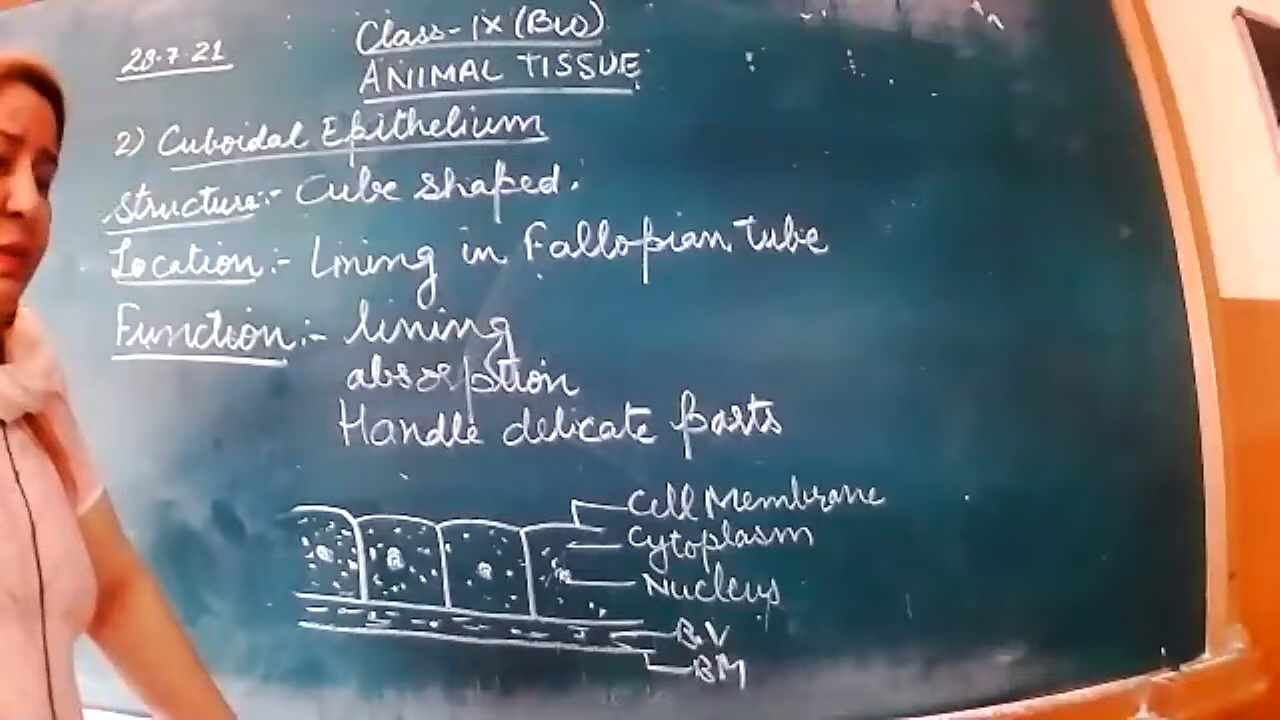 28.7.21
Class-IX (Bio)
ANIMAL TISSUE
2) Cuboidal Epithelium
Structure:- Cube shaped.
Location:- Lining in Fallopian tube
Function:- lining
absorption
Handle delicate parts
Cell Membrane
Cytoplasm
Nucleus
B.V
BM